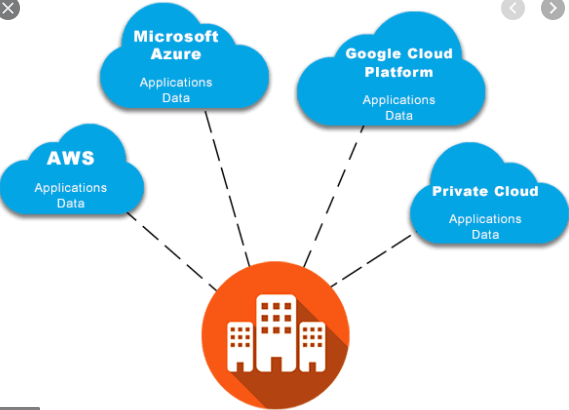 Microsoft
Azure
Applications
Data
Google Cloud
Platform
Applications
Data
AWS
Applications
Data
Private Cloud
Applications
Data